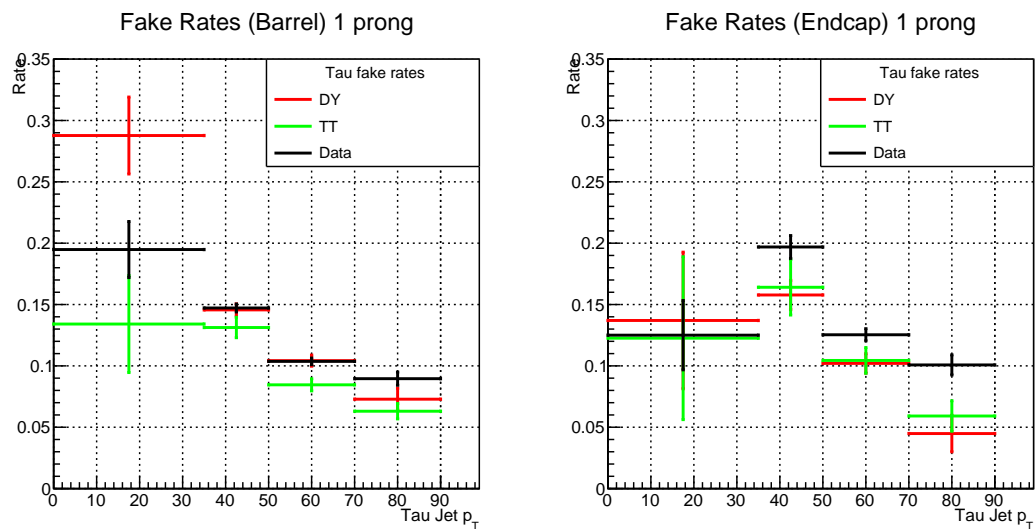 Fake Rates (Barrel) 1 prong
Rate
0.35
0.3
0.25
0.2
0.15
0.1
0.05
0
Tau fake rates
DY
TT
Data
0 10 20 30 40 50 60 70 80 90
Tau Jet p_T
Fake Rates (Endcap) 1 prong
Rate
0.35
0.3
0.25
0.2
0.15
0.1
0.05
0
Tau fake rates
DY
TT
Data
0 10 20 30 40 50 60 70 80 90
Tau Jet p_T